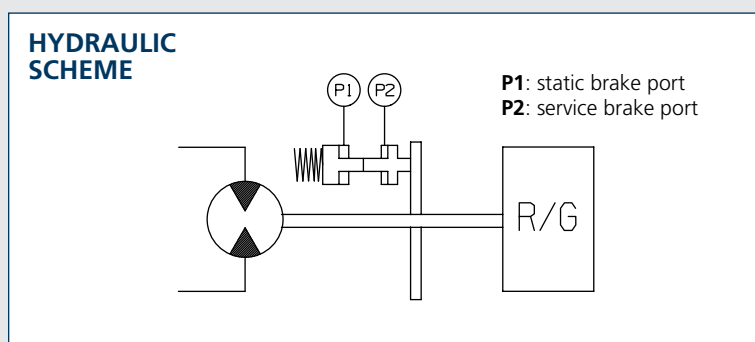 HYDRAULIC
SCHEME
P1 P2
P1: static brake port
P2: service brake port
R/G